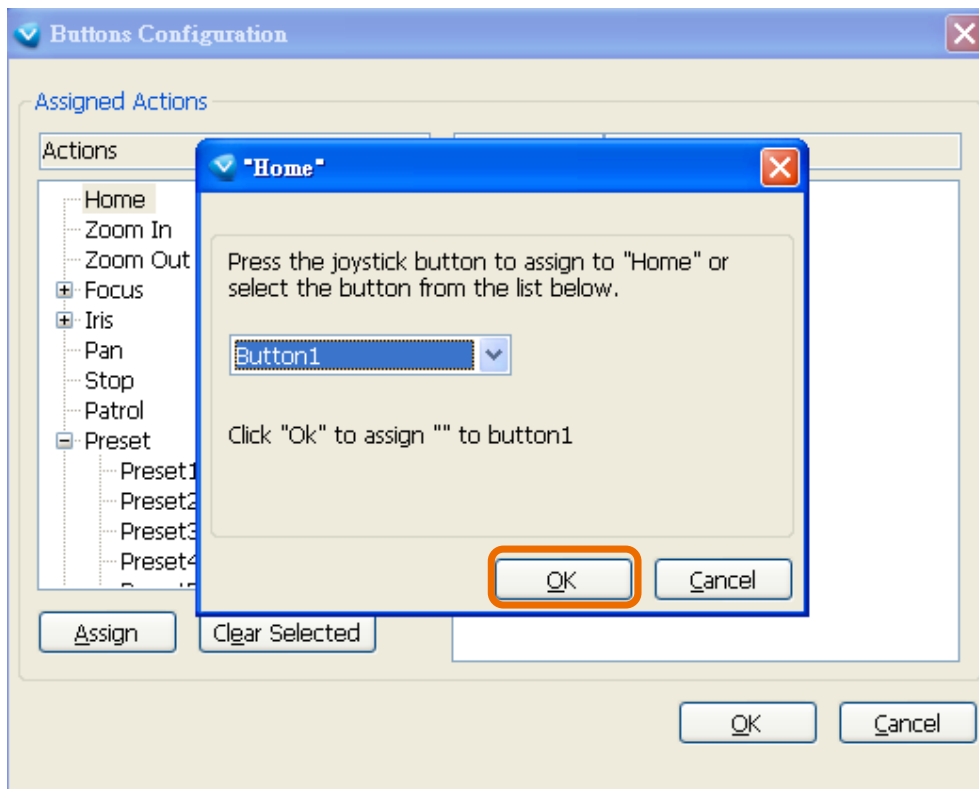 Buttons Configuration
Assigned Actions
Actions
"Home"
Home
Zoom In
Zoom Out
Focus
Iris
Pan
Stop
Patrol
Preset
Preset1
Preset2
Preset3
Preset4
Press the joystick button to assign to "Home" or
select the button from the list below.
Button1
Click "Ok" to assign "" to button1
OK
Cancel
Assign
Clear Selected
OK
Cancel